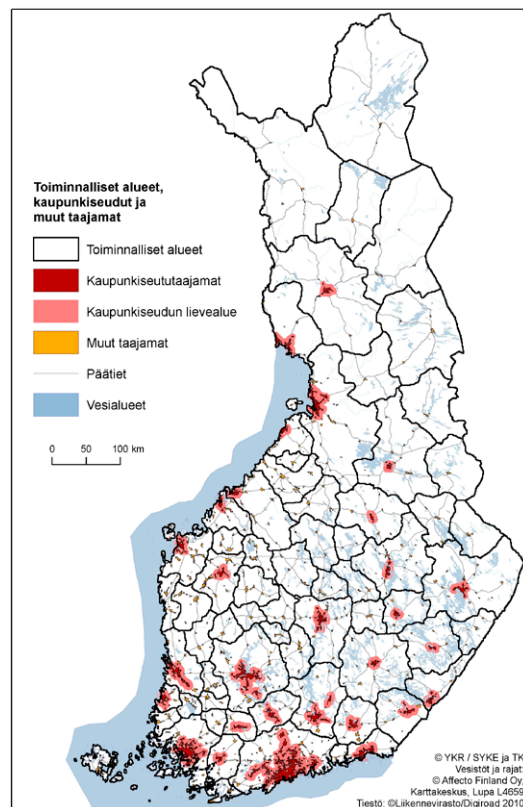 Toiminnalliset alueet,
kaupunkiseudut ja
muut taajamat
Toiminnalliset alueet
Kaupunkiseututaajamat
Kaupunkiseudun lievealue
Muut taajamat
Päätiet
Vesialueet
0 50 100 km
© YKR / SYKE ja TK
Vesistöt ja rajat:
© Affecto Finland Oy,
Karttakeskus, Lupa L4659
Tiestö: ©Liikennevirasto/Digiroad 2010